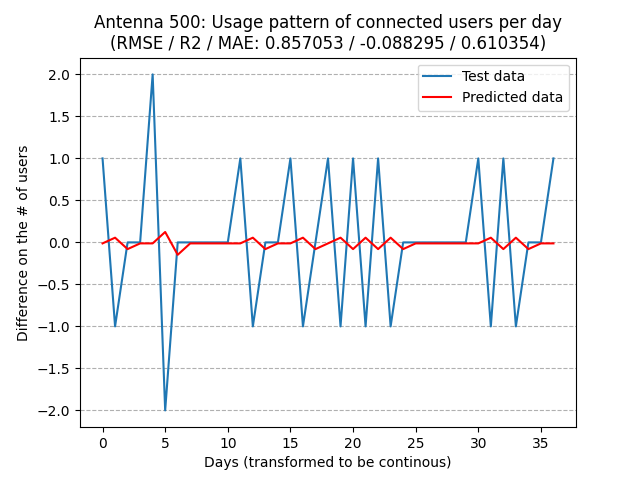 Antenna 500: Usage pattern of connected users per day
(RMSE / R2 / MAE: 0.857053 / -0.088295 / 0.610354)
Test data
Predicted data
Difference on the # of users
2.0
1.5
1.0
0.5
0.0
−0.5
−1.0
−1.5
−2.0
0 5 10 15 20 25 30 35
Days (transformed to be continous)